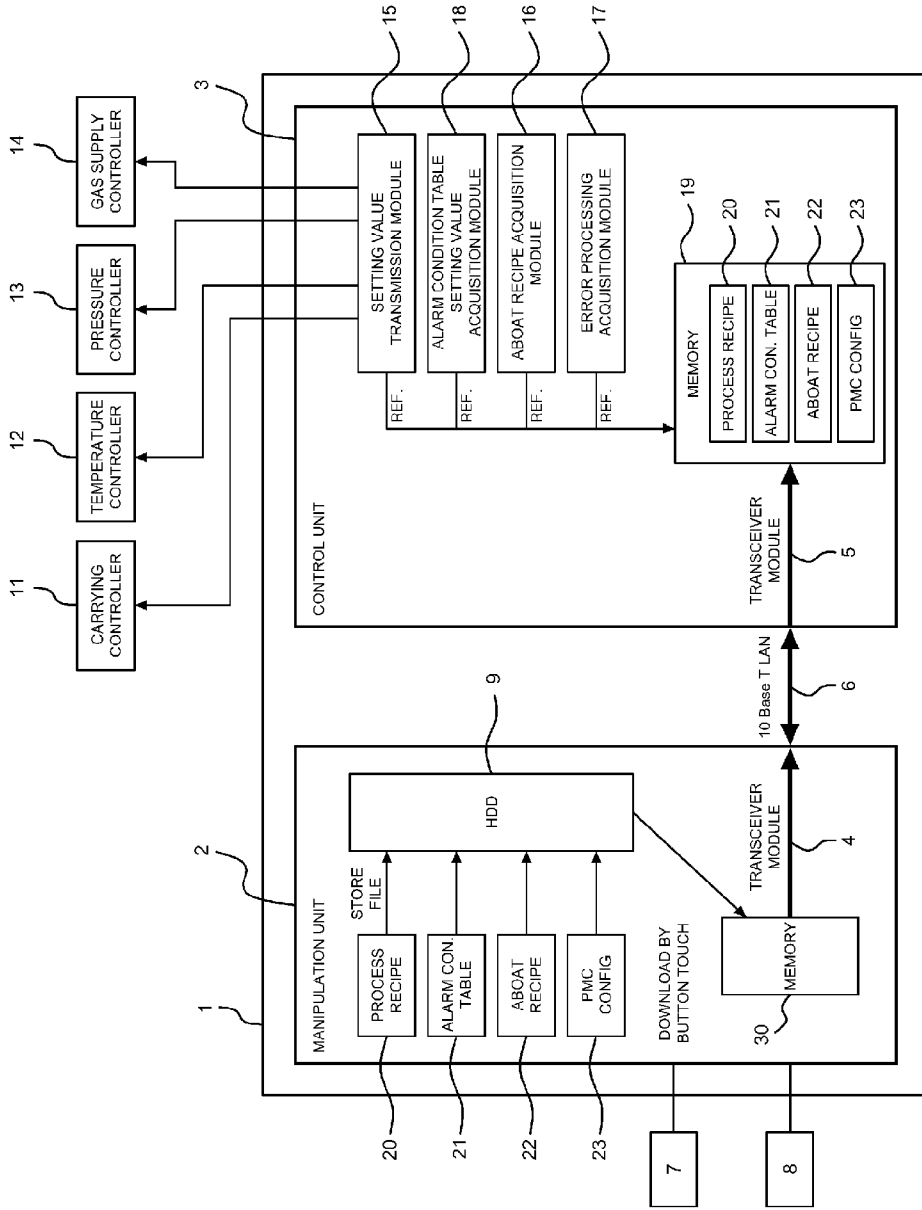 14
GAS SUPPLY
CONTROLLER
13
PRESSURE
CONTROLLER
12
TEMPERATURE
CONTROLLER
11
CARRYING
CONTROLLER
3
CONTROL UNIT
15
SETTING VALUE
TRANSMISSION MODULE
18
ALARM CONDITION TABLE
SETTING VALUE
ACQUISITION MODULE
16
ABOAT RECIPE ACQUISITION
MODULE
17
ERROR PROCESSING
ACQUISITION MODULE
REF.
REF.
REF.
REF.
19
MEMORY
20
PROCESS RECIPE
21
ALARM CON. TABLE
22
ABOAT RECIPE
23
PMC CONFIG
TRANSCEIVER
MODULE
5
10 Base T LAN
6
1
2
MANIPULATION UNIT
STORE
FILE
PROCESS
RECIPE
20
ALARM CON.
TABLE
21
ABOAT
RECIPE
22
PMC
CONFIG
23
9
HDD
DOWNLOAD BY
BUTTON TOUCH
MEMORY
30
TRANSCEIVER
MODULE
4
7
8